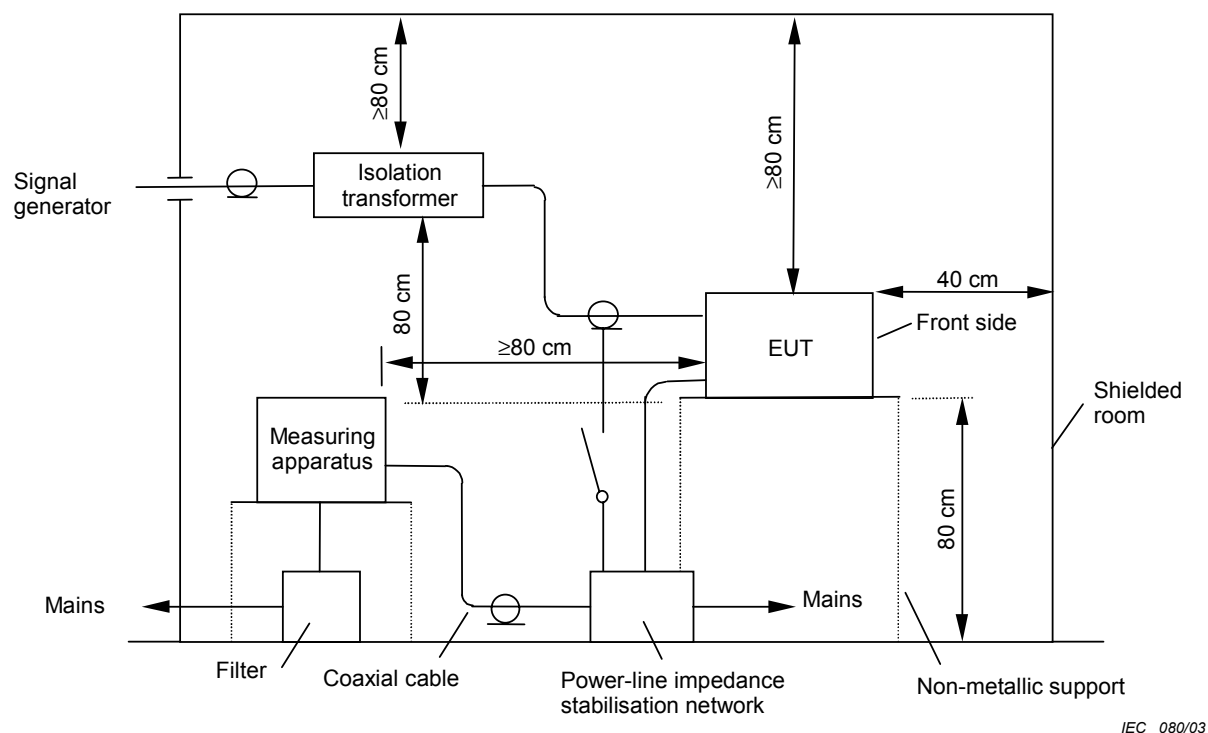 ≥80 cm
≥80 cm
Isolation
transformer
Signal
generator
40 cm
80 cm
Front side
≥80 cm
EUT
Shielded
room
Measuring
apparatus
80 cm
Mains
Mains
Filter
Coaxial cable
Power-line impedance
stabilisation network
Non-metallic support
IEC 080/03